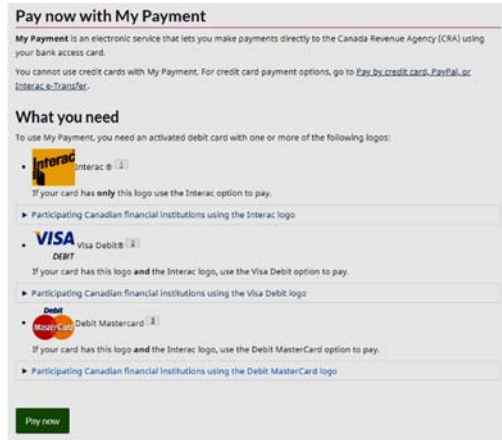 Pay now with My Payment
My Payment is an electronic service that lets you make payments directly to the Canada Revenue Agency (CRA) using
your bank access card.
You cannot use credit cards with My Payment. For credit card payment options, go to Pay by credit card, PayPal, or
Interac e-Transfer.
What you need
To use My Payment, you need an activated debit card with one or more of the following logos:
Interac Interac ® 1
If your card has only this logo use the Interac option to pay.
Participating Canadian financial institutions using the Interac logo
VISA
DEBIT
Visa Debit® 2
If your card has this logo and the Interac logo, use the Visa Debit option to pay.
Participating Canadian financial institutions using the Visa Debit logo
Debit
MasterCard Debit Mastercard 3
If your card has this logo and the Interac logo, use the Debit MasterCard option to pay.
Participating Canadian financial institutions using the Debit MasterCard logo
Pay now